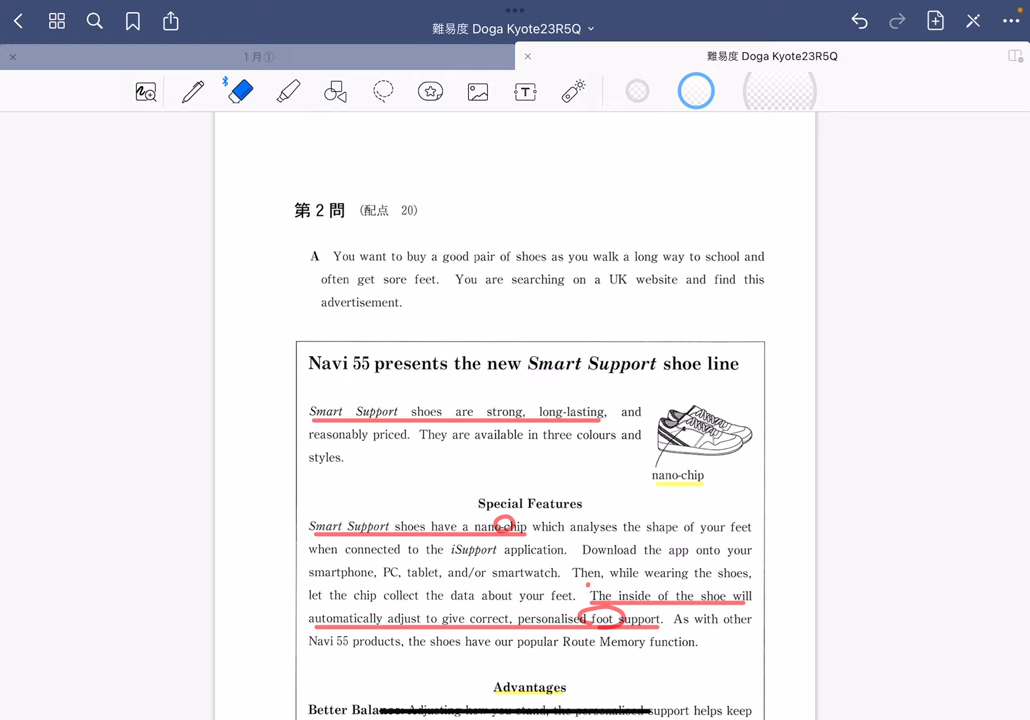 難易度 Doga Kyote23R5Q
1月①
難易度 Doga Kyote23R5Q
第2問 (配点 20)
A You want to buy a good pair of shoes as you walk a long way to school and
often get sore feet. You are searching on a UK website and find this
advertisement.
Navi 55 presents the new Smart Support shoe line
Smart Support shoes are strong, long-lasting, and
reasonably priced. They are available in three colours and
styles.
nano-chip
Special Features
Smart Support shoes have a nano-chip which analyses the shape of your feet
when connected to the iSupport application. Download the app onto your
smartphone, PC, tablet, and/or smartwatch. Then, while wearing the shoes,
let the chip collect the data about your feet. The inside of the shoe will
automatically adjust to give correct, personalised foot support. As with other
Navi 55 products, the shoes have our popular Route Memory function.
Advantages
Better Balance: Adjusting how you stand, the personalised support helps keep